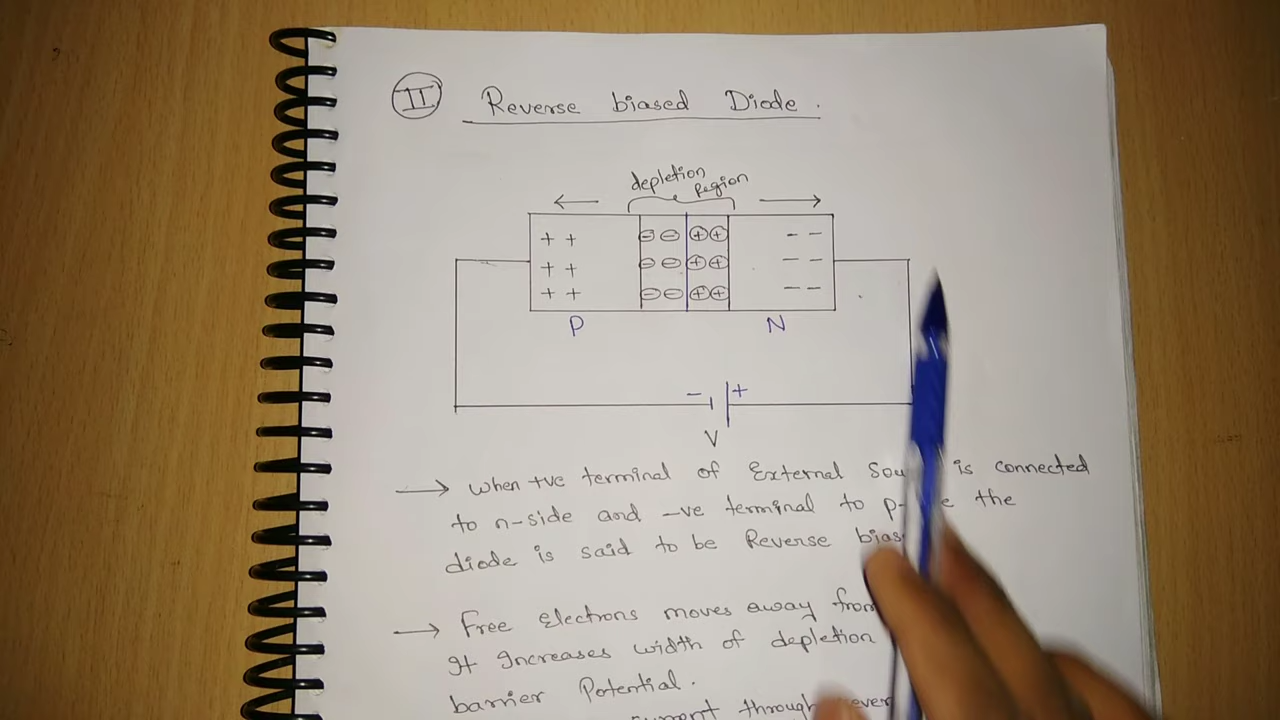 II Reverse biased Diode.
depletion
Region
+ + ⊖ ⊖ ⊕ ⊕ - -
+ + ⊖ ⊖ ⊕ ⊕ - -
+ + ⊖ ⊖ ⊕ ⊕ - -
P N
- +
V
→ When +ve terminal of External is connected
to n-side and -ve terminal to the
diode is said to be Reverse
→ Free Electrons moves away from
It Increases width of depletion
barrier Potential.
through